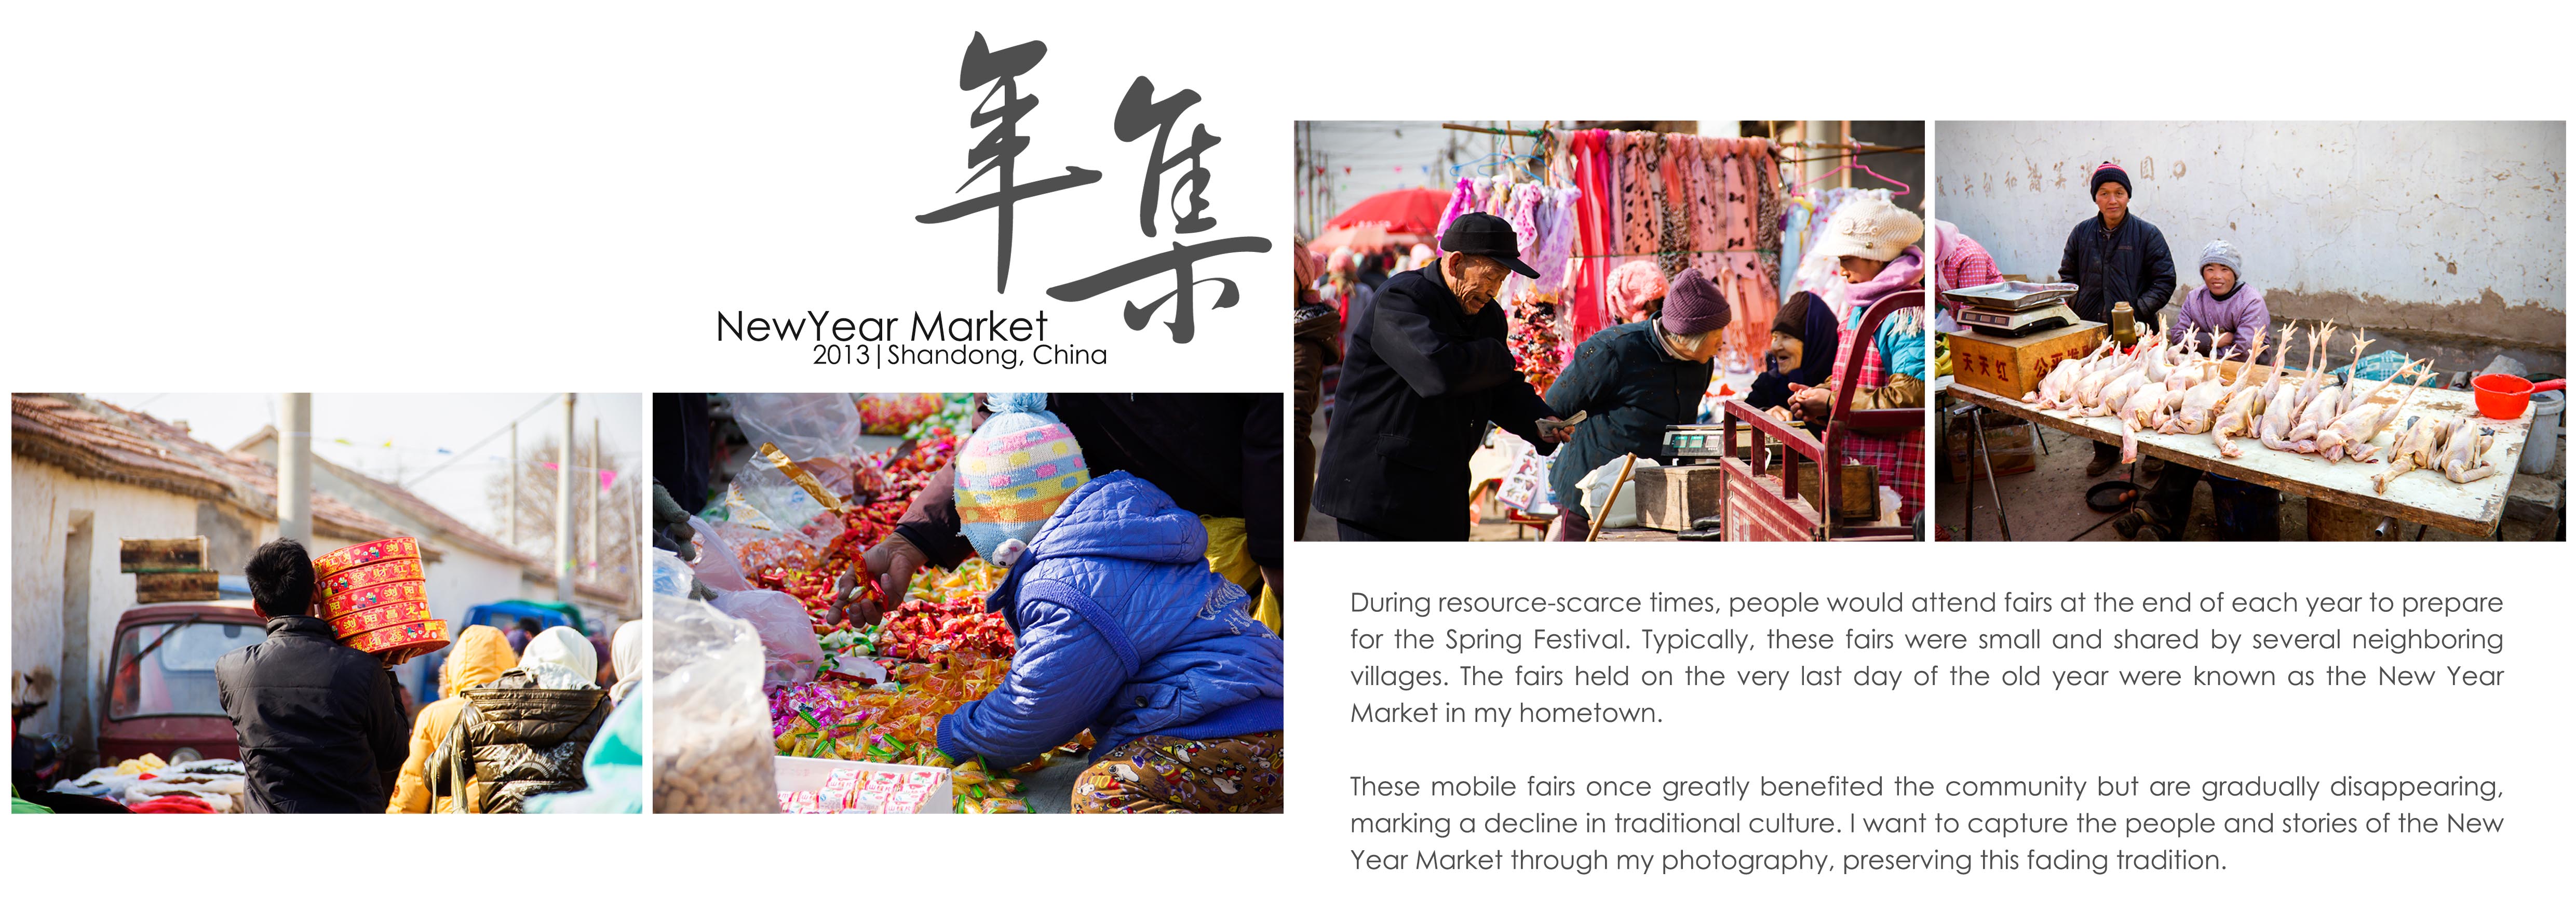 年集
NewYear Market
2013|Shandong, China
天天红
During resource-scarce times, people would attend fairs at the end of each year to prepare
for the Spring Festival. Typically, these fairs were small and shared by several neighboring
villages. The fairs held on the very last day of the old year were known as the New Year
Market in my hometown.
These mobile fairs once greatly benefited the community but are gradually disappearing,
marking a decline in traditional culture. I want to capture the people and stories of the New
Year Market through my photography, preserving this fading tradition.